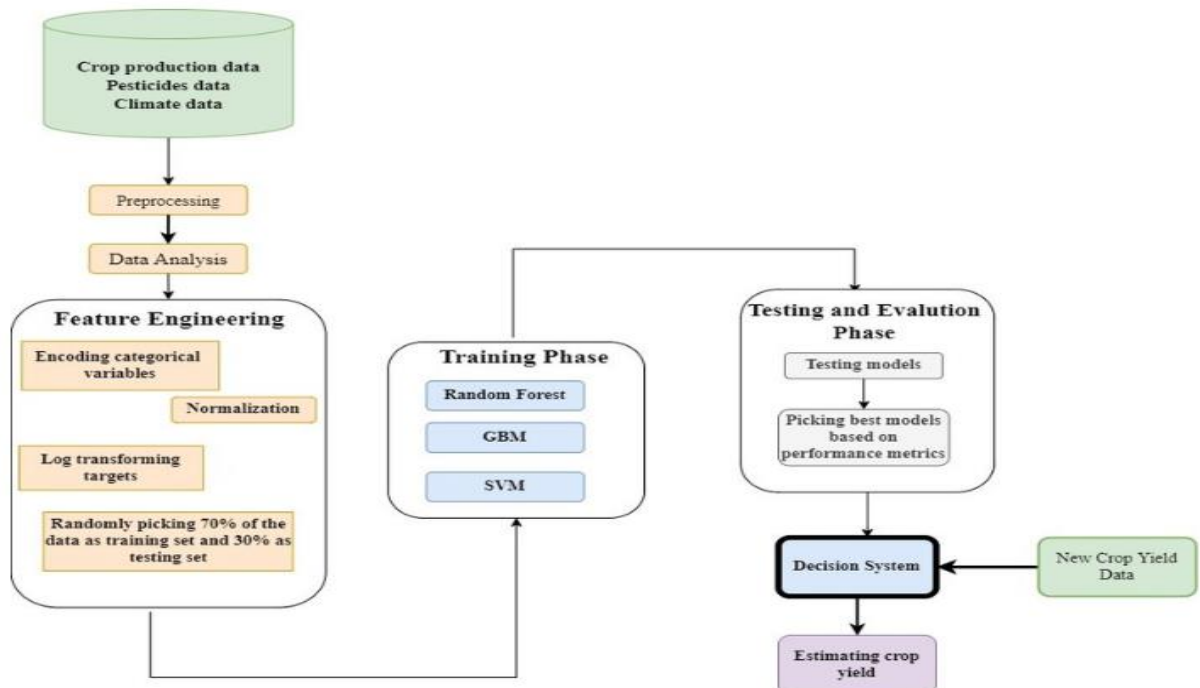 Crop production data
Pesticides data
Climate data
Preprocessing
Data Analysis
Feature Engineering
Encoding categorical
variables
Normalization
Log transforming
targets
Randomly picking 70% of the
data as training set and 30% as
testing set
Training Phase
Random Forest
GBM
SVM
Testing and Evalution
Phase
Testing models
Picking best models
based on
performance metrics
Decision System
New Crop Yield
Data
Estimating crop
yield